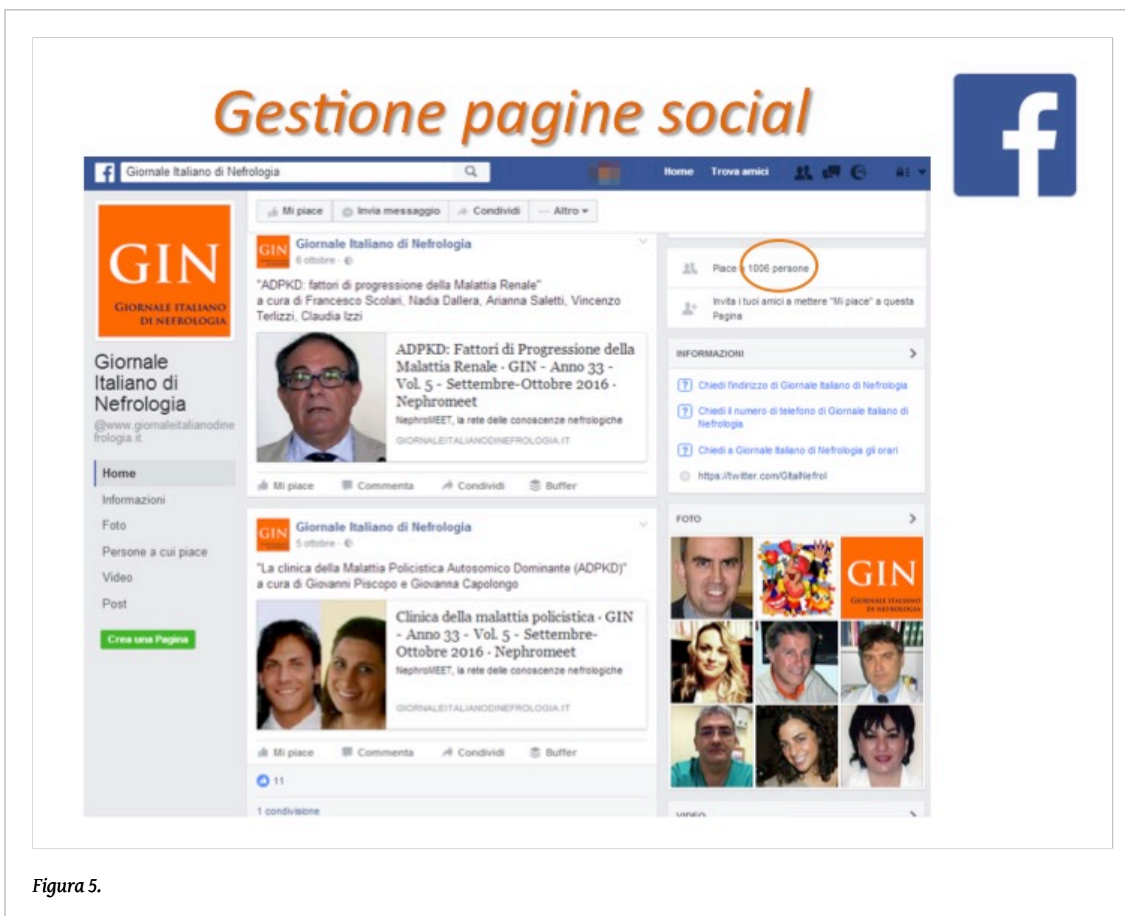 Gestione pagine social
Giornale Italiano di Nefrologia
Home Trova amici
GIN
GIORNALE ITALIANO
DI NEFROLOGIA
Giornale
Italiano di
Nefrologia
@www.giornaleitalianodine
frologia.it
Home
Informazioni
Foto
Persone a cui piace
Video
Post
Crea una Pagina
Mi piace Invia messaggio Condividi ··· Altro
GIN
Giornale Italiano di Nefrologia
6 ottobre ·
"ADPKD: fattori di progressione della Malattia Renale"
a cura di Francesco Scolari, Nadia Dallera, Arianna Saletti, Vincenzo
Terlizzi, Claudia Izzi
ADPKD: Fattori di Progressione della
Malattia Renale · GIN - Anno 33 -
Vol. 5 - Settembre-Ottobre 2016 ·
Nephromeet
NephroMEET, la rete delle conoscenze nefrologiche
GIORNALEITALIANODINEFROLOGIA.IT
Mi piace Commenta Condividi Buffer
GIN
Giornale Italiano di Nefrologia
5 ottobre ·
"La clinica della Malattia Policistica Autosomico Dominante (ADPKD)"
a cura di Giovanni Piscopo e Giovanna Capolongo
Clinica della malattia policistica · GIN
- Anno 33 - Vol. 5 - Settembre-
Ottobre 2016 · Nephromeet
NephroMEET, la rete delle conoscenze nefrologiche
GIORNALEITALIANODINEFROLOGIA.IT
Mi piace Commenta Condividi Buffer
11
1 condivisione
Piace a 1006 persone
Invita i tuoi amici a mettere "Mi piace" a questa
Pagina
INFORMAZIONI
Chiedi l'indirizzo di Giornale Italiano di Nefrologia
Chiedi il numero di telefono di Giornale Italiano di
Nefrologia
Chiedi a Giornale Italiano di Nefrologia gli orari
https://twitter.com/GItalNefrol
FOTO
GIN
GIORNALE ITALIANO
DI NEFROLOGIA
VIDEO
Figura 5.